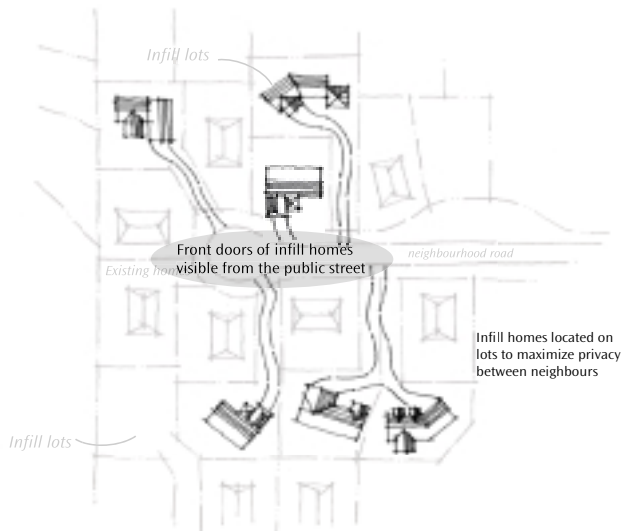 Infill lots
Front doors of infill homes
visible from the public street
neighbourhood road
Existing
Infill homes located on
lots to maximize privacy
between neighbours
Infill lots